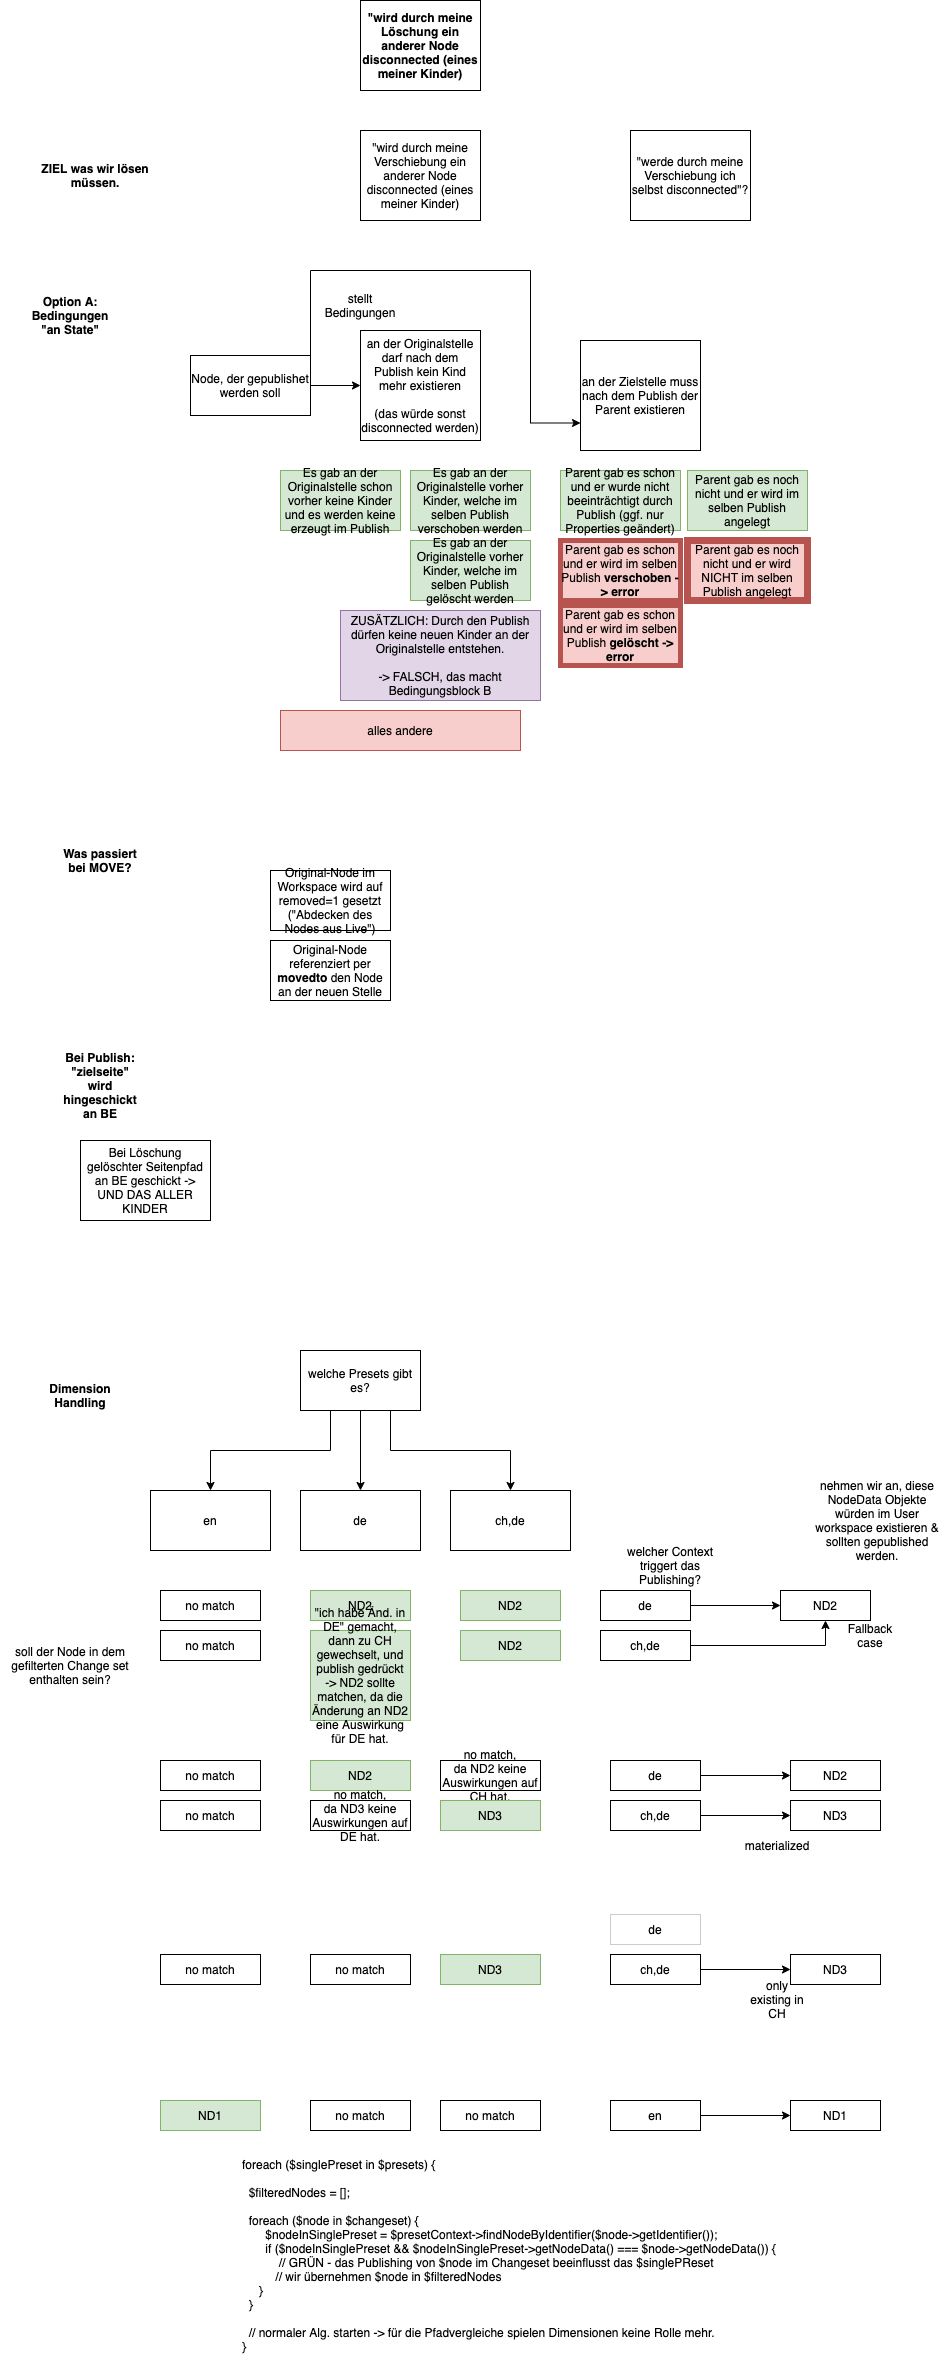 "wird durch meine
Löschung ein
anderer Node
disconnected (eines
meiner Kinder)
ZIEL was wir lösen
müssen.
"wird durch meine
Verschiebung ein
anderer Node
disconnected (eines
meiner Kinder)
"werde durch meine
Verschiebung ich
selbst disconnected"?
Option A:
Bedingungen
"an State"
stellt
Bedingungen
Node, der gepublishet
werden soll
an der Originalstelle
darf nach dem
Publish kein Kind
mehr existieren
(das würde sonst
disconnected werden)
an der Zielstelle muss
nach dem Publish der
Parent existieren
Es gab an der
Originalstelle schon
vorher keine Kinder
und es werden keine
erzeugt im Publish
Es gab an der
Originalstelle vorher
Kinder, welche im
selben Publish
verschoben werden
Parent gab es schon
und er wurde nicht
beeinträchtigt durch
Publish (ggf. nur
Properties geändert)
Parent gab es noch
nicht und er wird im
selben Publish
angelegt
Es gab an der
Originalstelle vorher
Kinder, welche im
selben Publish
gelöscht werden
Parent gab es schon
und er wird im selben
Publish verschoben -
> error
Parent gab es noch
nicht und er wird
NICHT im selben
Publish angelegt
ZUSÄTZLICH: Durch den Publish
dürfen keine neuen Kinder an der
Originalstelle entstehen.
-> FALSCH, das macht
Bedingungsblock B
Parent gab es schon
und er wird im selben
Publish gelöscht ->
error
alles andere
Was passiert
bei MOVE?
Original-Node im
Workspace wird auf
removed=1 gesetzt
("Abdecken des
Nodes aus Live")
Original-Node
referenziert per
movedto den Node
an der neuen Stelle
Bei Publish:
"zielseite"
wird
hingeschickt
an BE
Bei Löschung
gelöschter Seitenpfad
an BE geschickt ->
UND DAS ALLER
KINDER
Dimension
Handling
welche Presets gibt
es?
en
de
ch,de
nehmen wir an, diese
NodeData Objekte
würden im User
workspace existieren &
sollten gepublished
werden.
welcher Context
triggert das
Publishing?
no match
ND2
ND2
de
ND2
soll der Node in dem
gefilterten Change set
enthalten sein?
no match
"ich habe Änd. in
DE" gemacht,
dann zu CH
gewechselt, und
publish gedrückt
-> ND2 sollte
matchen, da die
Änderung an ND2
eine Auswirkung
für DE hat.
ND2
ch,de
Fallback
case
no match
ND2
no match,
da ND2 keine
Auswirkungen auf
CH hat.
de
ND2
no match
no match,
da ND3 keine
Auswirkungen auf
DE hat.
ND3
ch,de
ND3
materialized
de
no match
no match
ND3
ch,de
ND3
only
existing in
CH
ND1
no match
no match
en
ND1
foreach ($singlePreset in $presets) {
$filteredNodes = [];
foreach ($node in $changeset) {
$nodeInSinglePreset = $presetContext->findNodeByIdentifier($node->getIdentifier());
if ($nodeInSinglePreset && $nodeInSinglePreset->getNodeData() === $node->getNodeData()) {
// GRÜN - das Publishing von $node im Changeset beeinflusst das $singlePReset
// wir übernehmen $node in $filteredNodes
}
}
// normaler Alg. starten -> für die Pfadvergleiche spielen Dimensionen keine Rolle mehr.
}